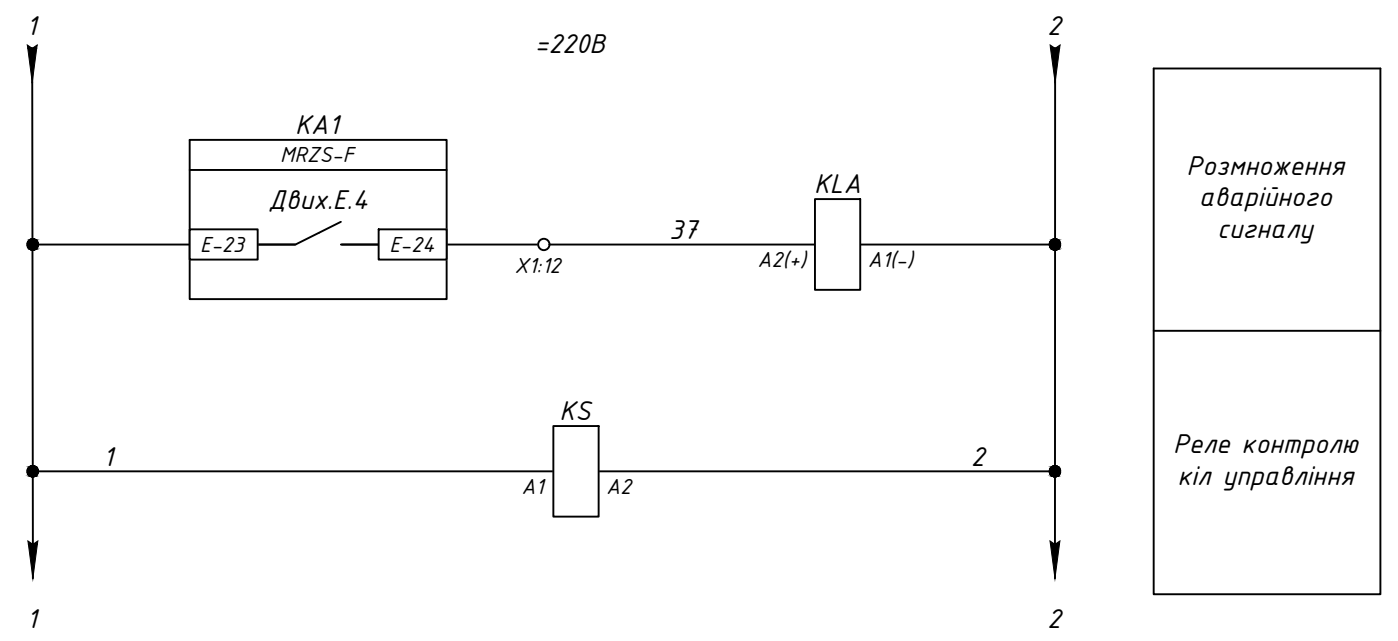 1
2
=220В
KA1
MRZS-F
Двих.Е.4
E-23
E-24
X1:12
37
KLA
A2(+)
A1(-)
Розмноження
аварійного
сигналу
KS
1
2
A1
A2
Реле контролю
кіл управління
1
2